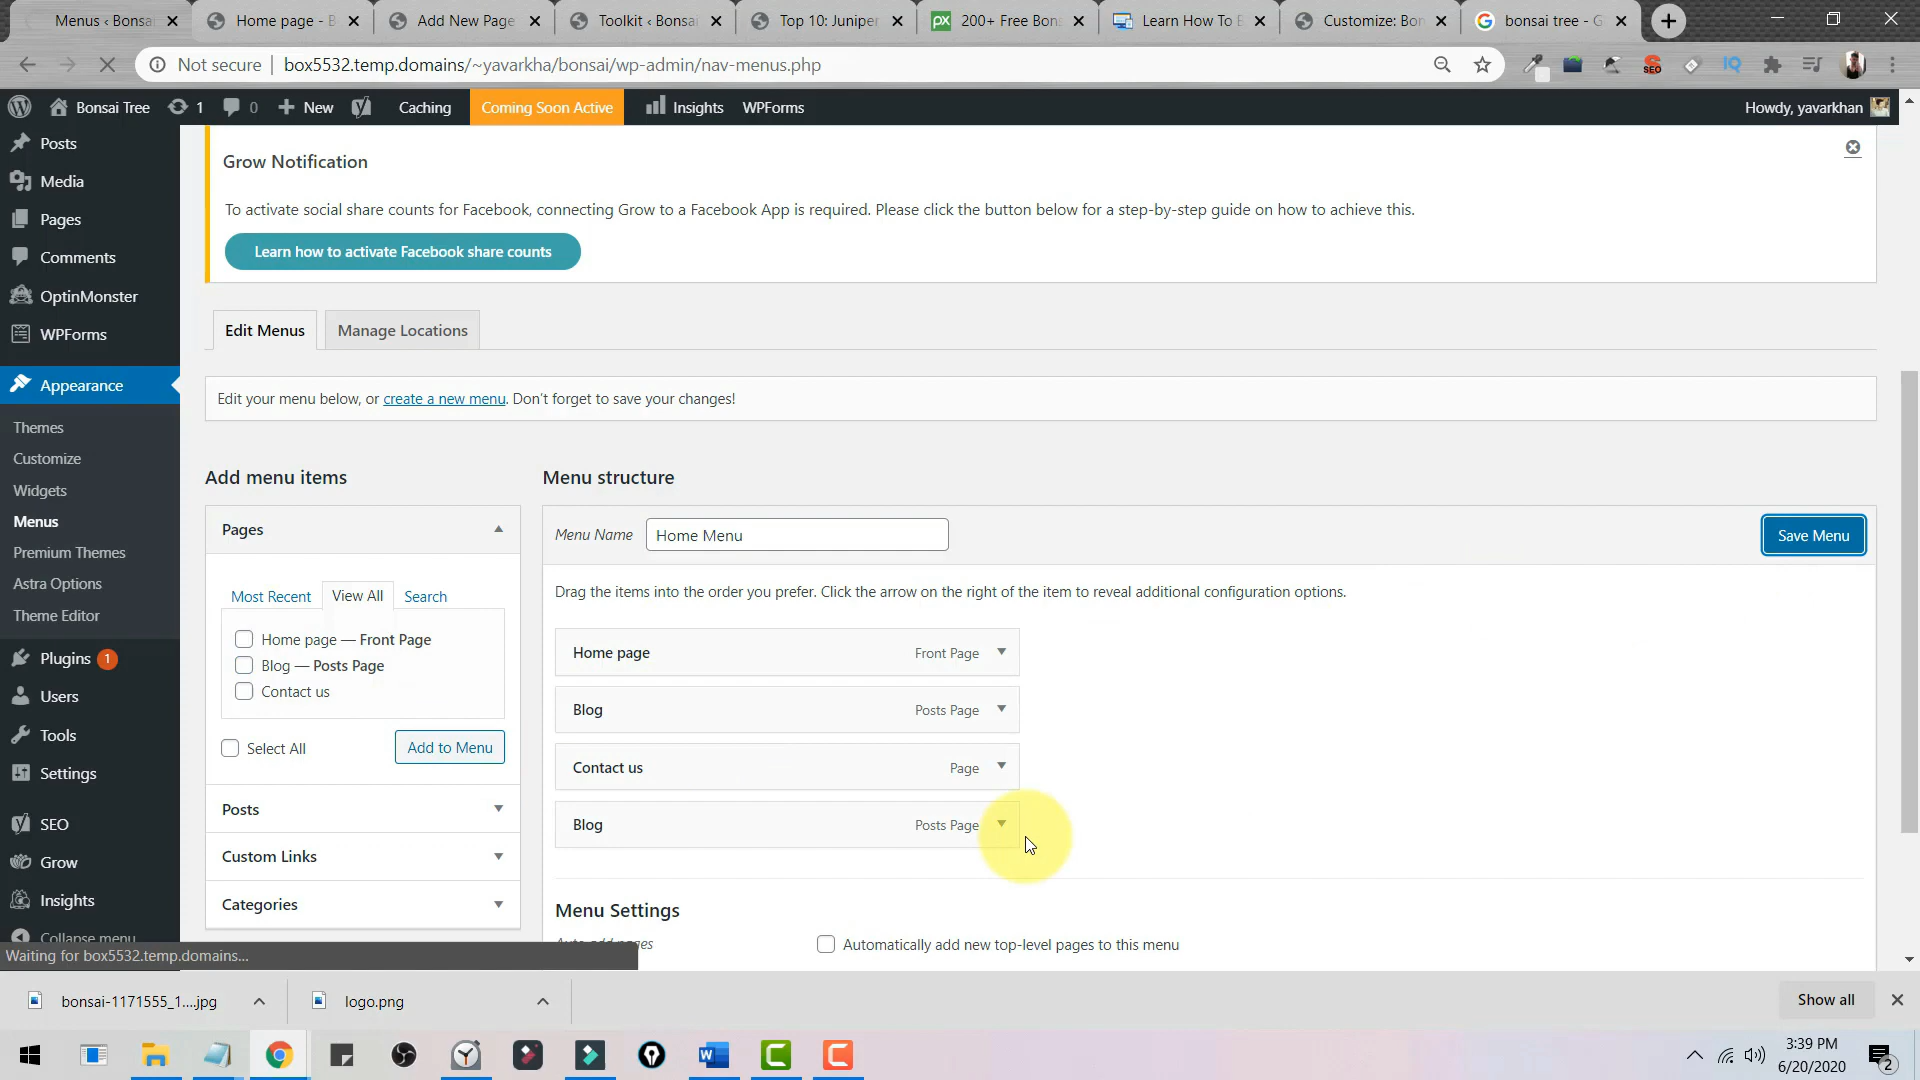 Menus ‹ Bonsai
Home page - B
Add New Page
Toolkit ‹ Bonsai
Top 10: Juniper
200+ Free Bons
Learn How To B
Customize: Bon
bonsai tree - G
Not secure
box5532.temp.domains/~yavarkha/bonsai/wp-admin/nav-menus.php
Bonsai Tree
1
0
New
Caching
Coming Soon Active
Insights
WPForms
Howdy, yavarkhan
Posts
Media
Pages
Comments
OptinMonster
WPForms
Appearance
Themes
Customize
Widgets
Menus
Premium Themes
Astra Options
Theme Editor
Plugins 1
Users
Tools
Settings
SEO
Grow
Insights
Collapse menu
Grow Notification
To activate social share counts for Facebook, connecting Grow to a Facebook App is required. Please click the button below for a step-by-step guide on how to achieve this.
Learn how to activate Facebook share counts
Edit Menus
Manage Locations
Edit your menu below, or create a new menu. Don't forget to save your changes!
Add menu items
Pages
Most Recent
View All
Search
Home page — Front Page
Blog — Posts Page
Contact us
Select All
Add to Menu
Posts
Custom Links
Categories
Menu structure
Menu Name
Home Menu
Save Menu
Drag the items into the order you prefer. Click the arrow on the right of the item to reveal additional configuration options.
Home page
Front Page
Blog
Posts Page
Contact us
Page
Blog
Posts Page
Menu Settings
Auto add pages
Automatically add new top-level pages to this menu
Waiting for box5532.temp.domains...
bonsai-1171555_1....jpg
logo.png
Show all
3:39 PM
6/20/2020
2